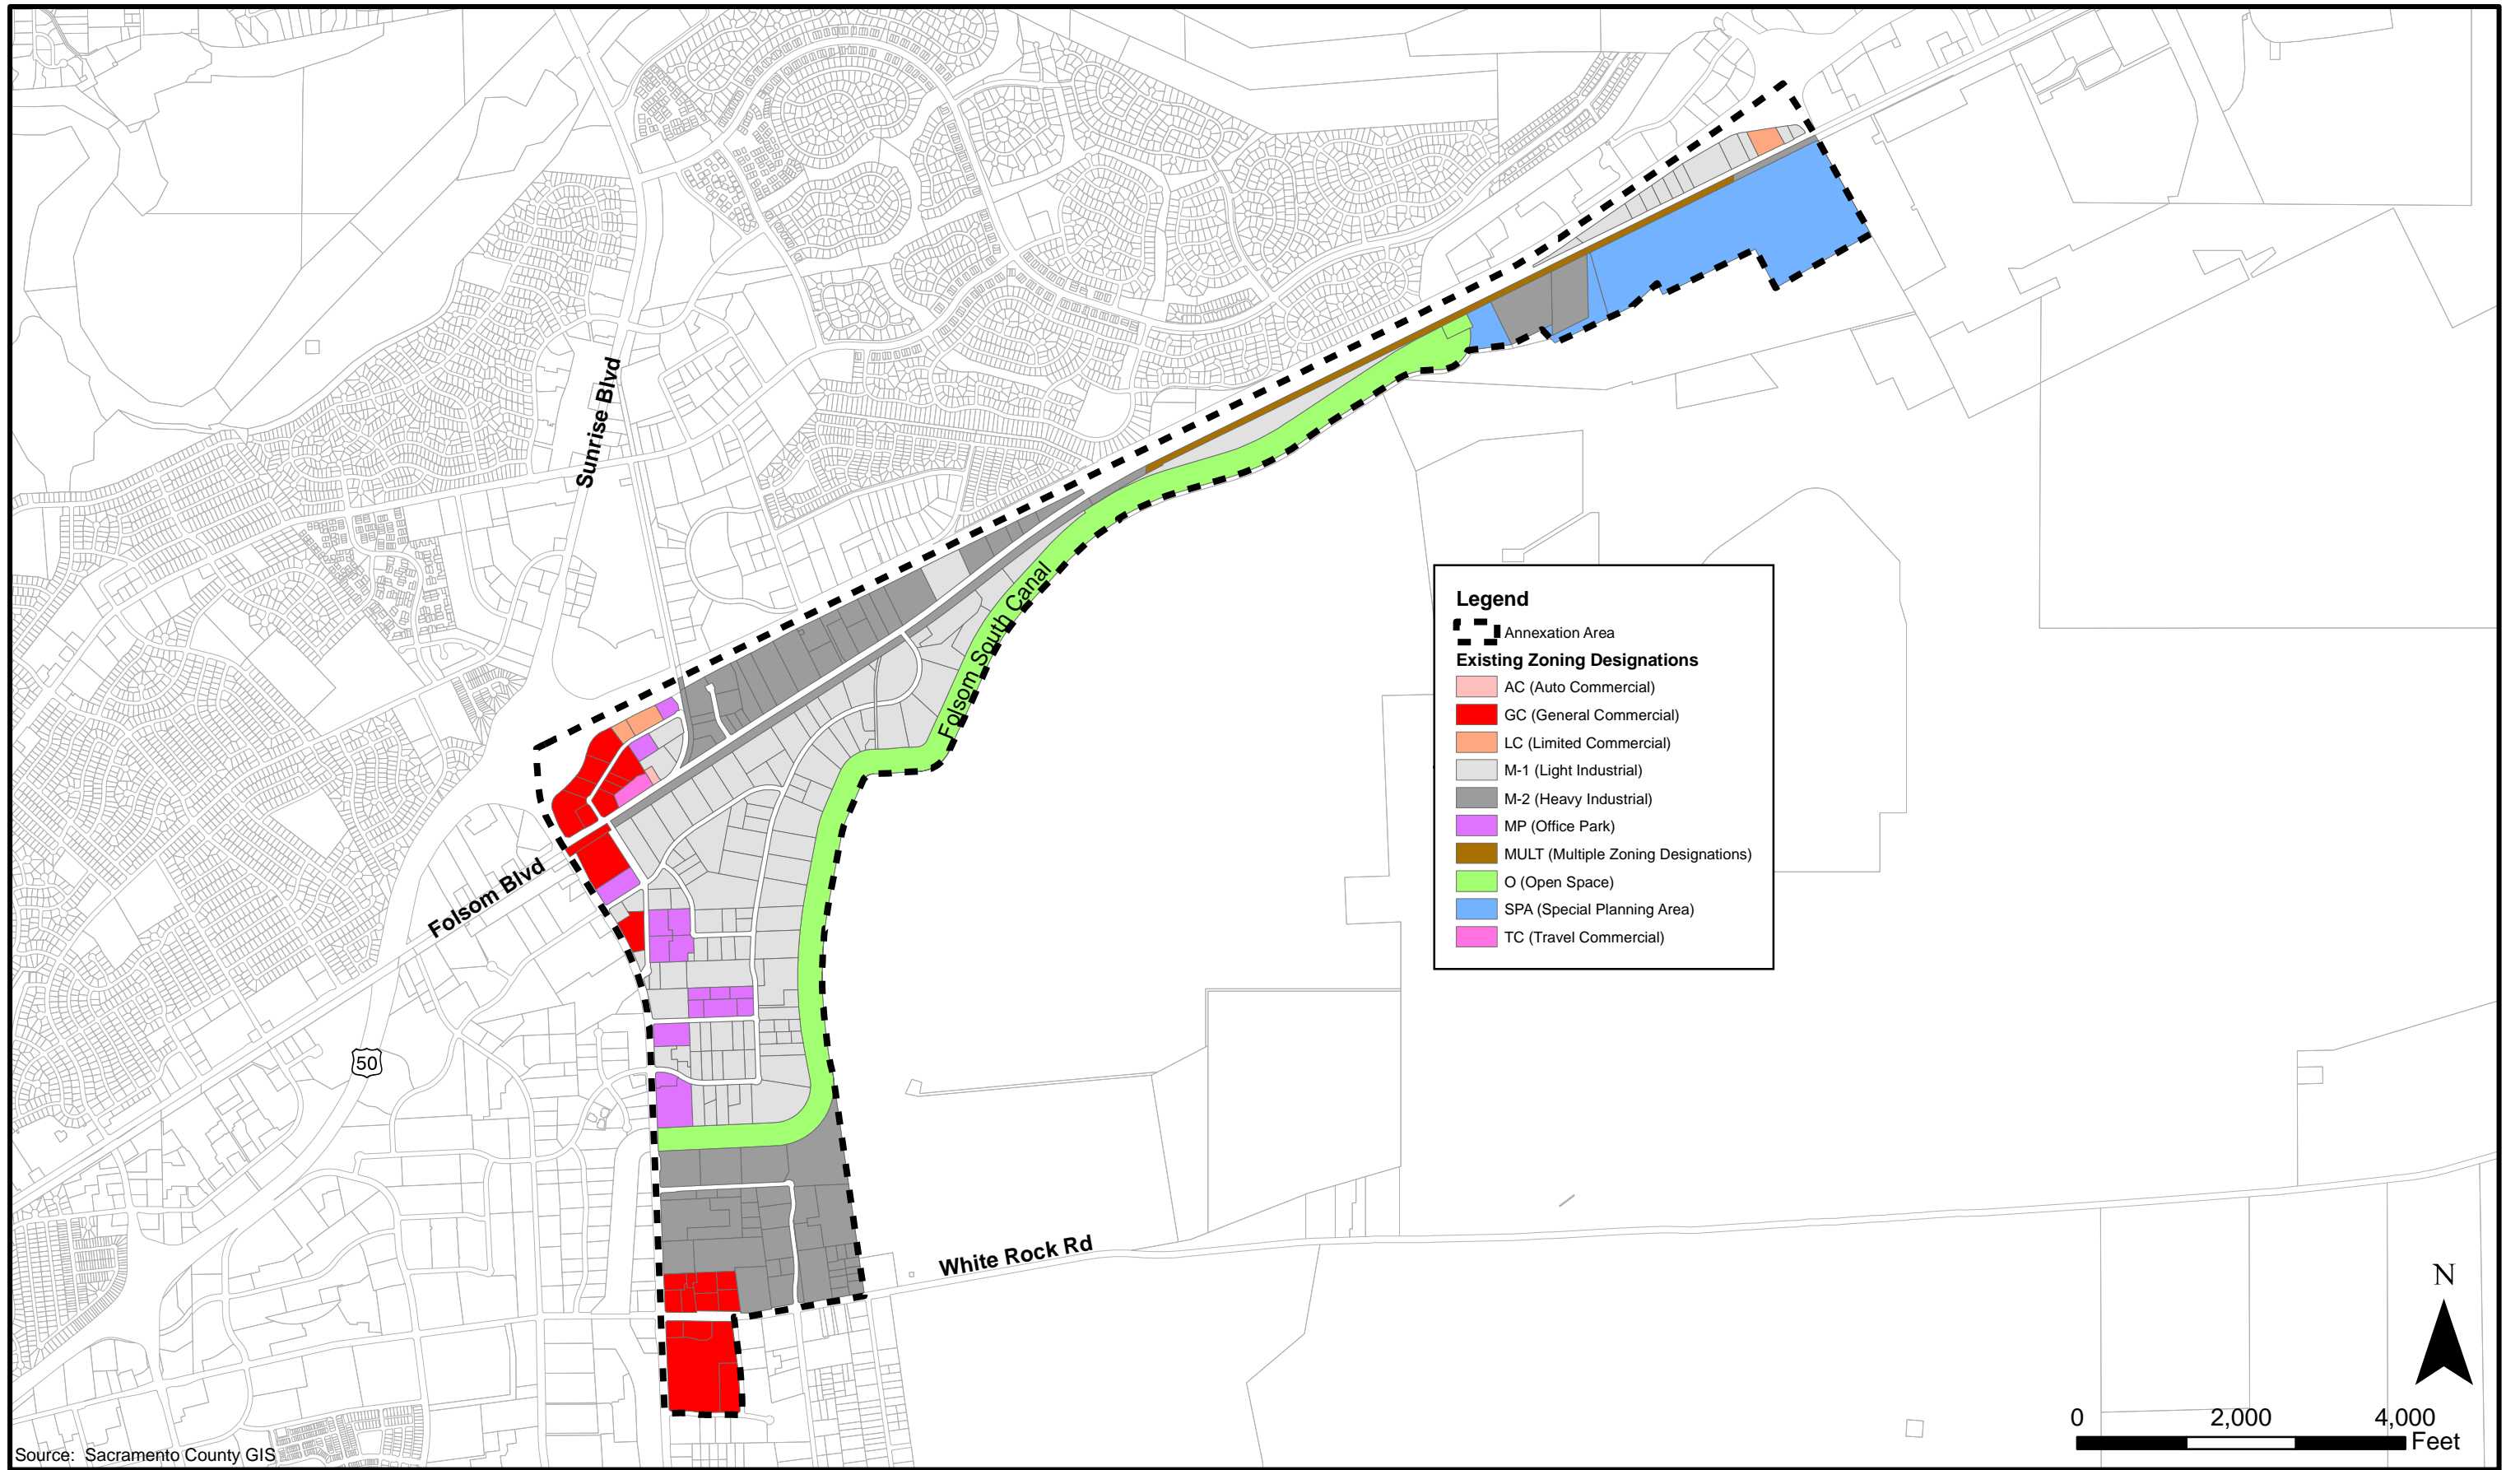 Sunrise Blvd
Folsom South Canal
Folsom Blvd
50
White Rock Rd
Legend
Annexation Area
Existing Zoning Designations
AC (Auto Commercial)
GC (General Commercial)
LC (Limited Commercial)
M-1 (Light Industrial)
M-2 (Heavy Industrial)
MP (Office Park)
MULT (Multiple Zoning Designations)
O (Open Space)
SPA (Special Planning Area)
TC (Travel Commercial)
N
0 2,000 4,000
Feet
Source: Sacramento County GIS